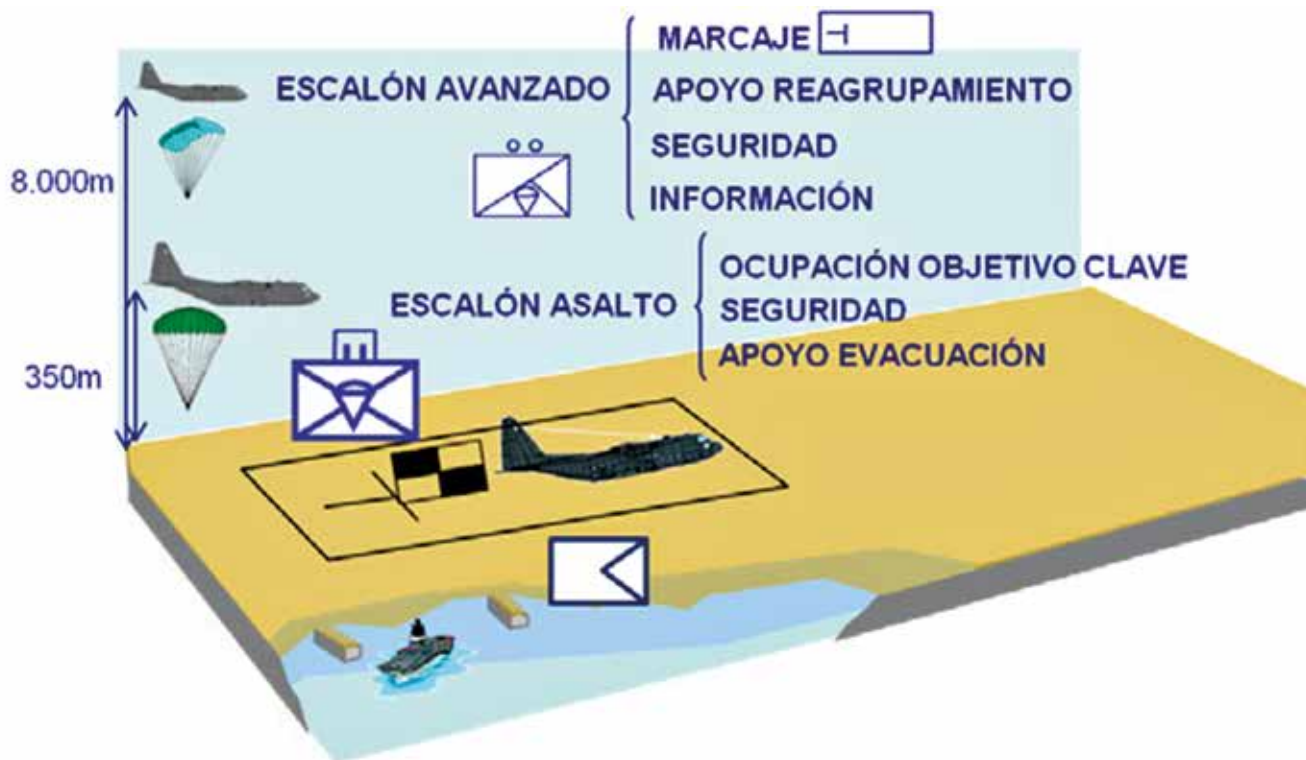 MARCAJE
ESCALÓN AVANZADO
APOYO REAGRUPAMIENTO
SEGURIDAD
INFORMACIÓN
8.000m
ESCALÓN ASALTO
OCUPACIÓN OBJETIVO CLAVE
SEGURIDAD
APOYO EVACUACIÓN
350m